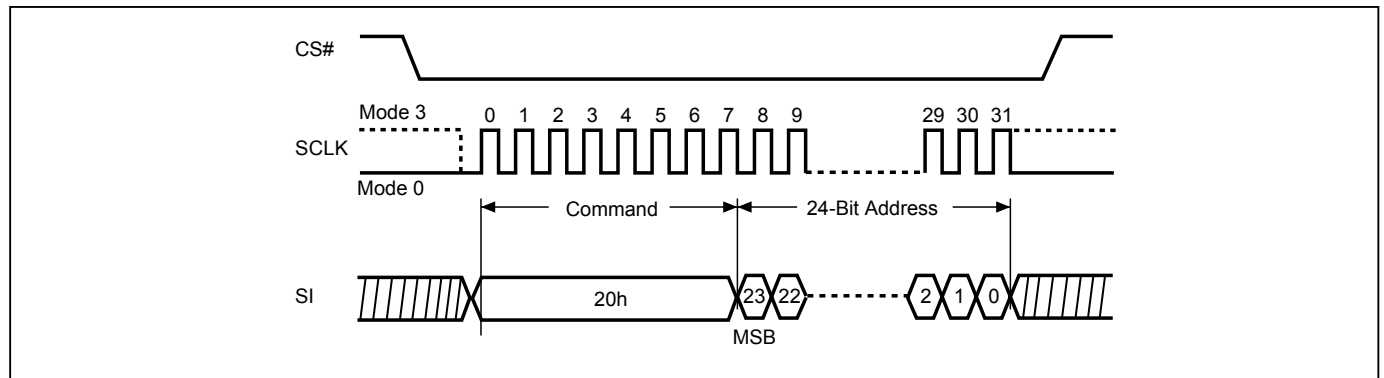 CS#
Mode 3
0 1 2 3 4 5 6 7 8 9 29 30 31
SCLK
Mode 0
Command 24-Bit Address
SI 20h 23 22 2 1 0
MSB